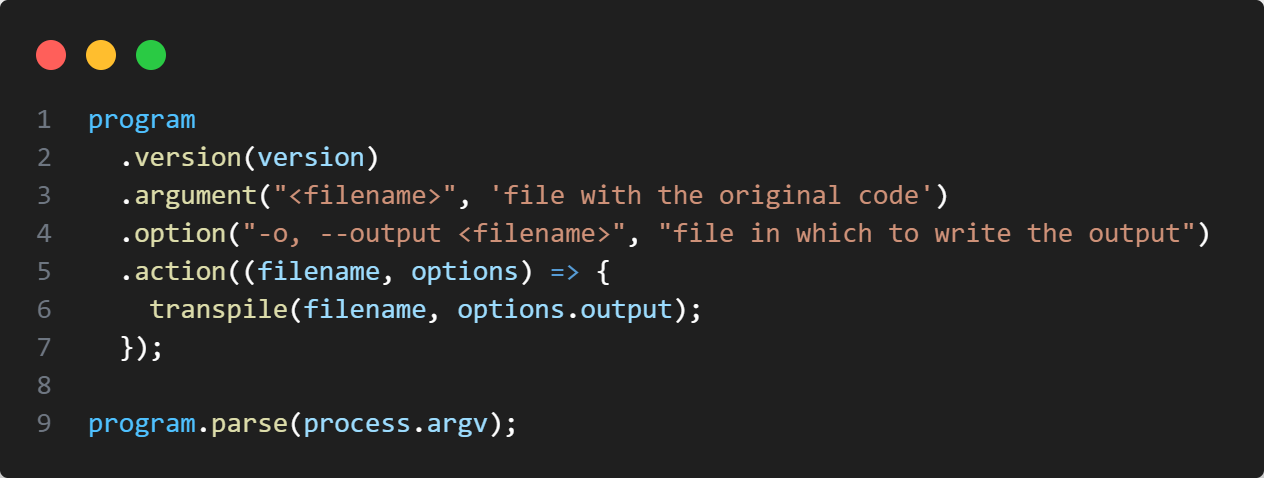 1 program
2   .version(version)
3   .argument("<filename>", 'file with the original code')
4   .option("-o, --output <filename>", "file in which to write the output")
5   .action((filename, options) => {
6     transpile(filename, options.output);
7   });
8
9 program.parse(process.argv);